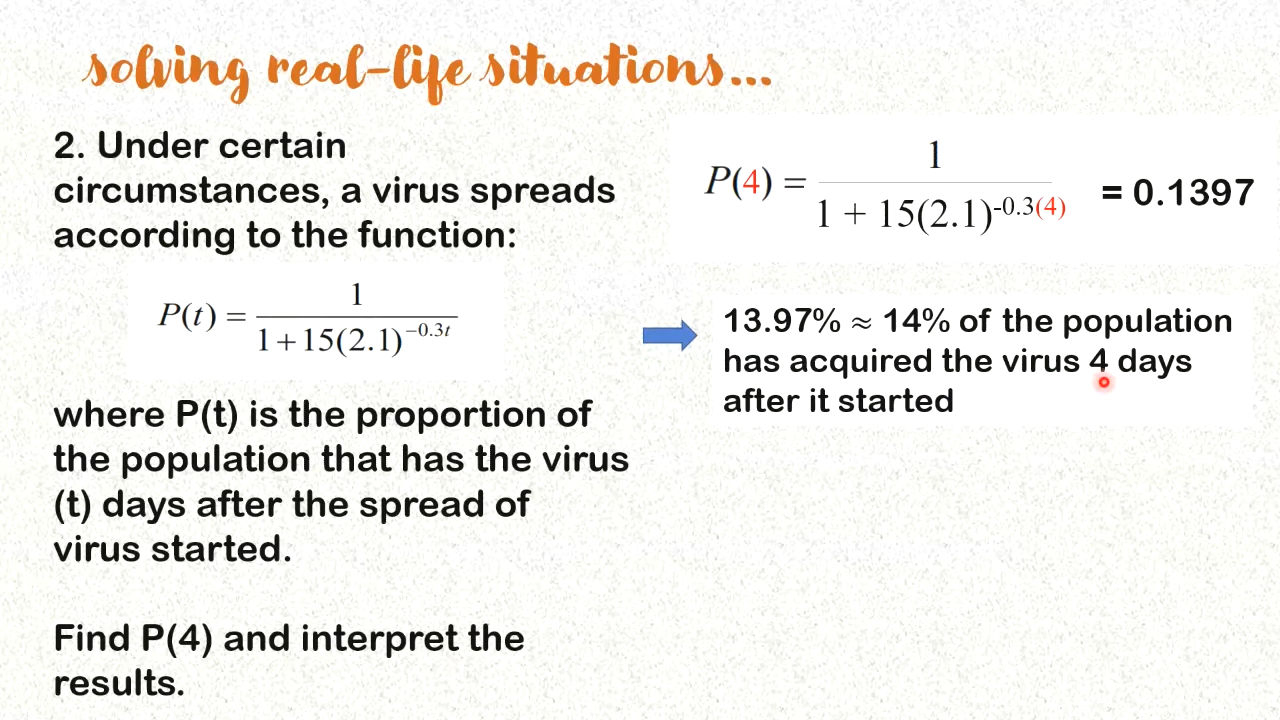 solving real-life situations...
2. Under certain
circumstances, a virus spreads
according to the function:
P(t) = 1 / (1+15(2.1)^−0.3t)
where P(t) is the proportion of
the population that has the virus
(t) days after the spread of
virus started.
Find P(4) and interpret the
results.
P(4) = 1 / (1 + 15(2.1)^-0.3(4)) = 0.1397
13.97% ≈ 14% of the population
has acquired the virus 4 days
after it started